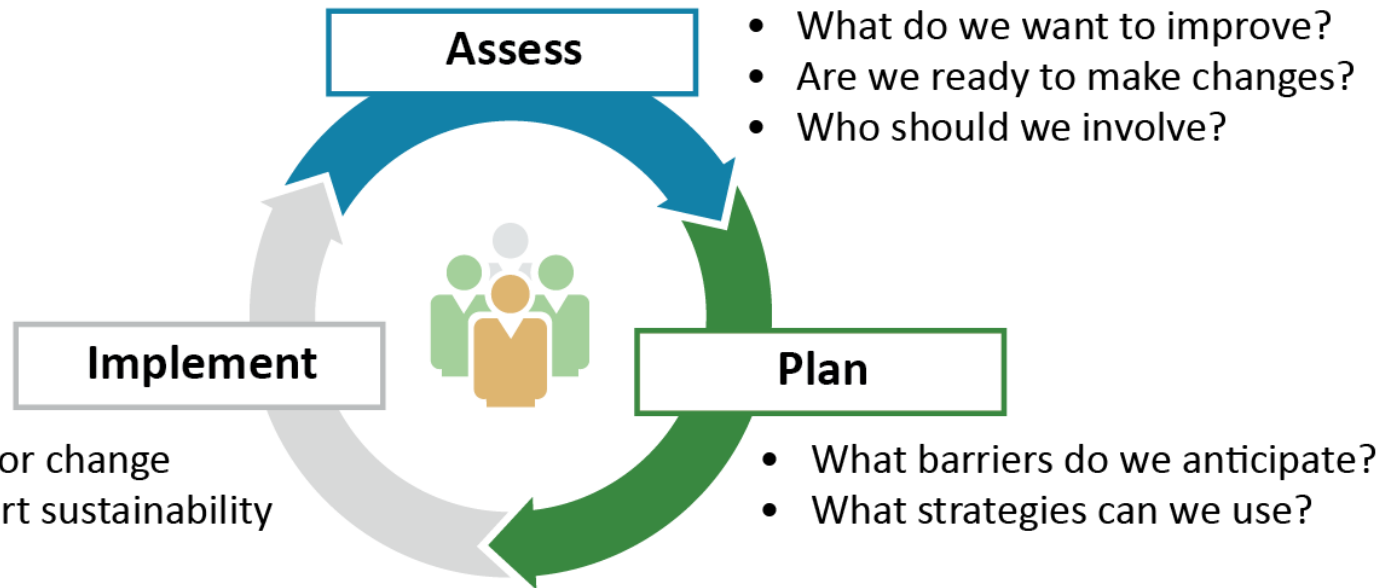 Assess
• What do we want to improve?
• Are we ready to make changes?
• Who should we involve?
Implement
Plan
or change
rt sustainability
• What barriers do we anticipate?
• What strategies can we use?